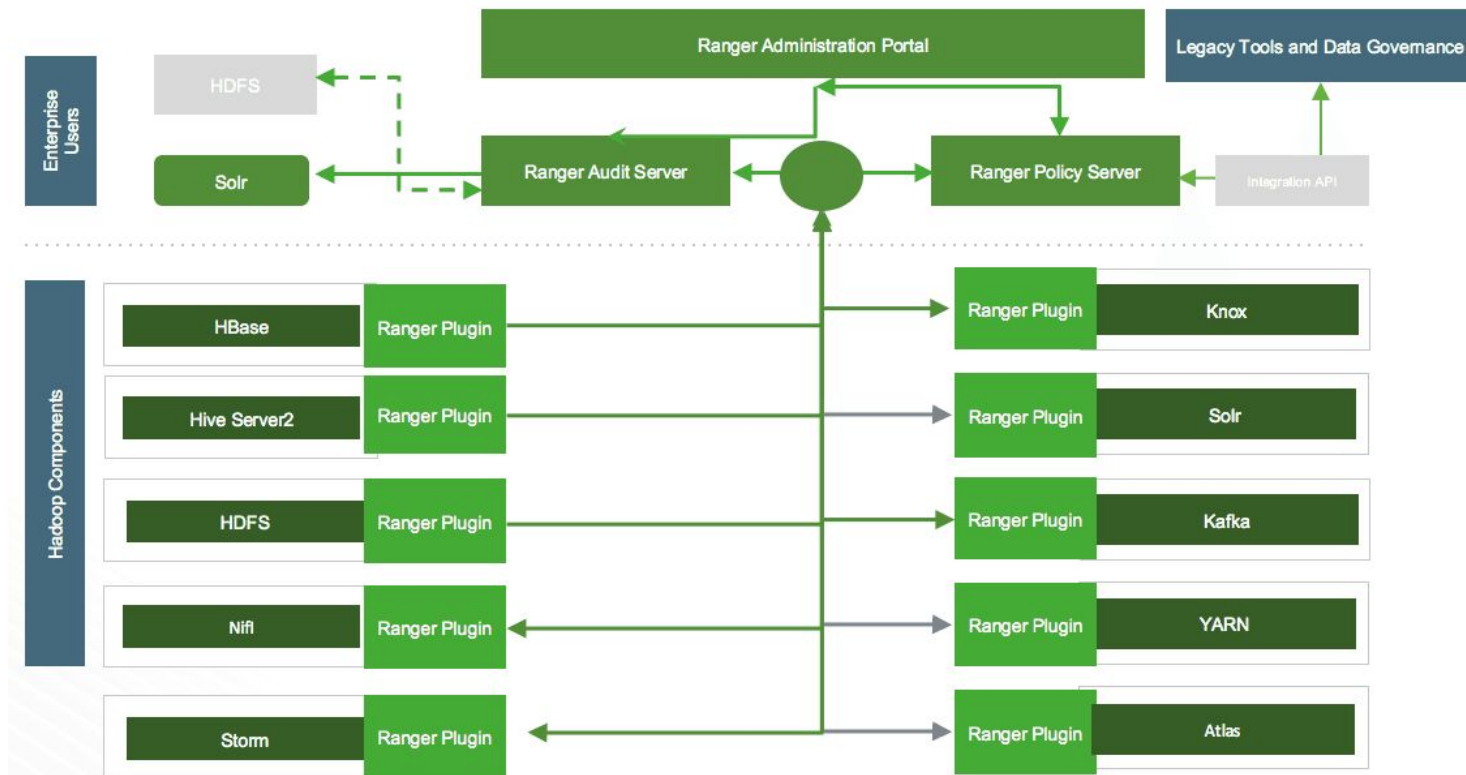 Ranger Administration Portal
Legacy Tools and Data Governance
Enterprise
Users
HDFS
Solr
Ranger Audit Server
Ranger Policy Server
Integration API
Hadoop Components
HBase
Ranger Plugin
Ranger Plugin
Knox
Hive Server2
Ranger Plugin
Ranger Plugin
Solr
HDFS
Ranger Plugin
Ranger Plugin
Kafka
Nifl
Ranger Plugin
Ranger Plugin
YARN
Storm
Ranger Plugin
Ranger Plugin
Atlas